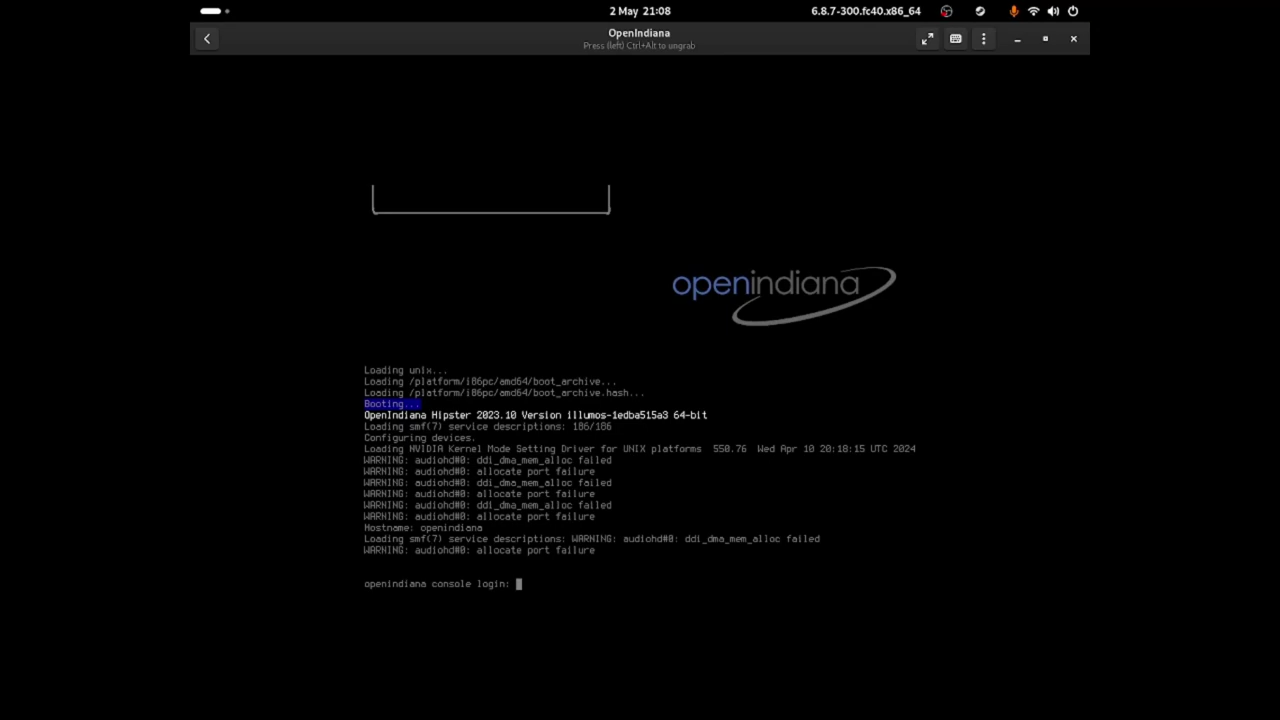 2 May 21:08
6.8.7-300.fc40.x86_64
OpenIndiana
Press (left) Ctrl+Alt to ungrab
openindiana
Loading unix...
Loading /platform/i86pc/amd64/boot_archive...
Loading /platform/i86pc/amd64/boot_archive.hash...
Booting...
OpenIndiana Hipster 2023.10 Version illumos-1edba515a3 64-bit
Loading smf(7) service descriptions: 186/186
Configuring devices.
Loading NVIDIA Kernel Mode Setting Driver for UNIX platforms  550.76  Wed Apr 10 20:18:15 UTC 2024
WARNING: audiohd#0: ddi_dma_mem_alloc failed
WARNING: audiohd#0: allocate port failure
WARNING: audiohd#0: ddi_dma_mem_alloc failed
WARNING: audiohd#0: allocate port failure
WARNING: audiohd#0: ddi_dma_mem_alloc failed
WARNING: audiohd#0: allocate port failure
Hostname: openindiana
Loading smf(7) service descriptions: WARNING: audiohd#0: ddi_dma_mem_alloc failed
WARNING: audiohd#0: allocate port failure
openindiana console login: